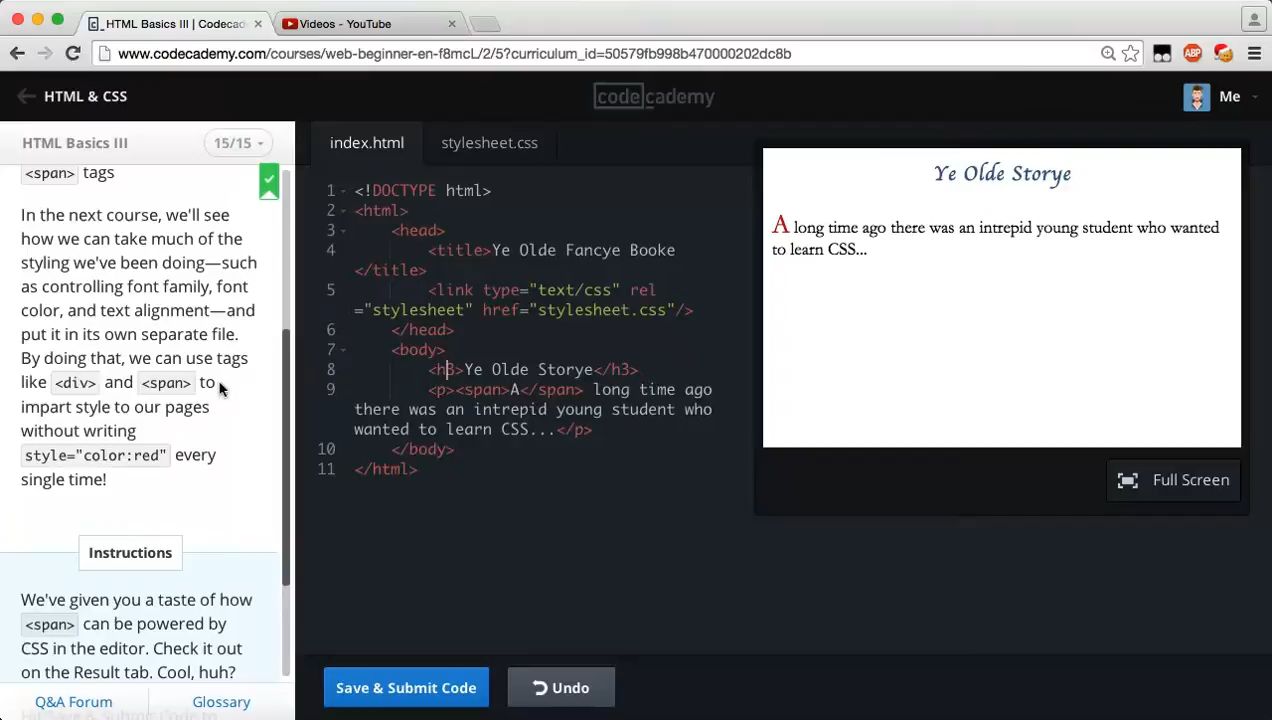 HTML Basics III | Codecad
Videos - YouTube
www.codecademy.com/courses/web-beginner-en-f8mcL/2/5?curriculum_id=50579fb998b470000202dc8b
ABP
HTML & CSS
codecademy
Me
HTML Basics III
15/15
<span> tags
In the next course, we'll see
how we can take much of the
styling we've been doing—such
as controlling font family, font
color, and text alignment—and
put it in its own separate file.
By doing that, we can use tags
like <div> and <span> to
impart style to our pages
without writing
style="color:red" every
single time!
Instructions
We've given you a taste of how
<span> can be powered by
CSS in the editor. Check it out
on the Result tab. Cool, huh?
Q&A Forum
Glossary
index.html
stylesheet.css
1 <!DOCTYPE html>
2 <html>
3 <head>
4 <title>Ye Olde Fancye Booke
</title>
5 <link type="text/css" rel
="stylesheet" href="stylesheet.css"/>
6 </head>
7 <body>
8 <h3>Ye Olde Storye</h3>
9 <p><span>A</span> long time ago
there was an intrepid young student who
wanted to learn CSS...</p>
10 </body>
11 </html>
Save & Submit Code
Undo
Ye Olde Storye
A long time ago there was an intrepid young student who wanted
to learn CSS...
Full Screen